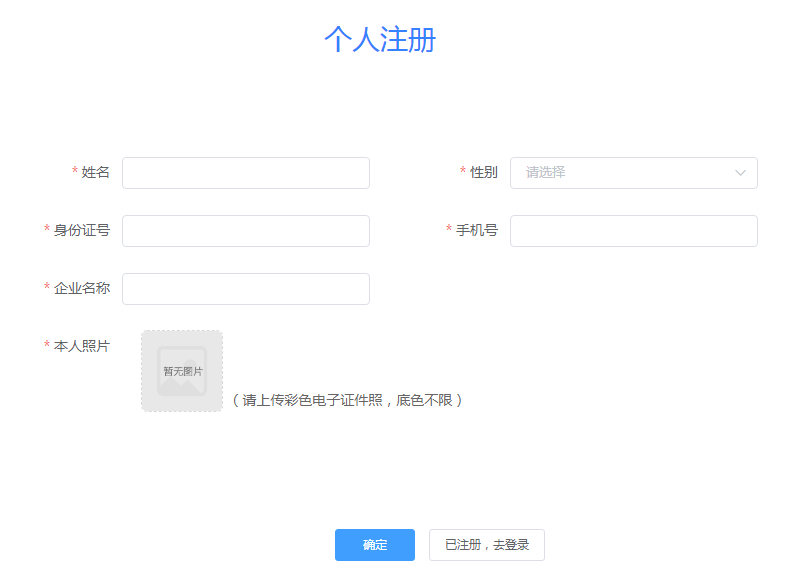 个人注册
* 姓名
* 性别 请选择
* 身份证号
* 手机号
* 企业名称
* 本人照片
暂无图片
（请上传彩色电子证件照，底色不限）
确定 已注册，去登录